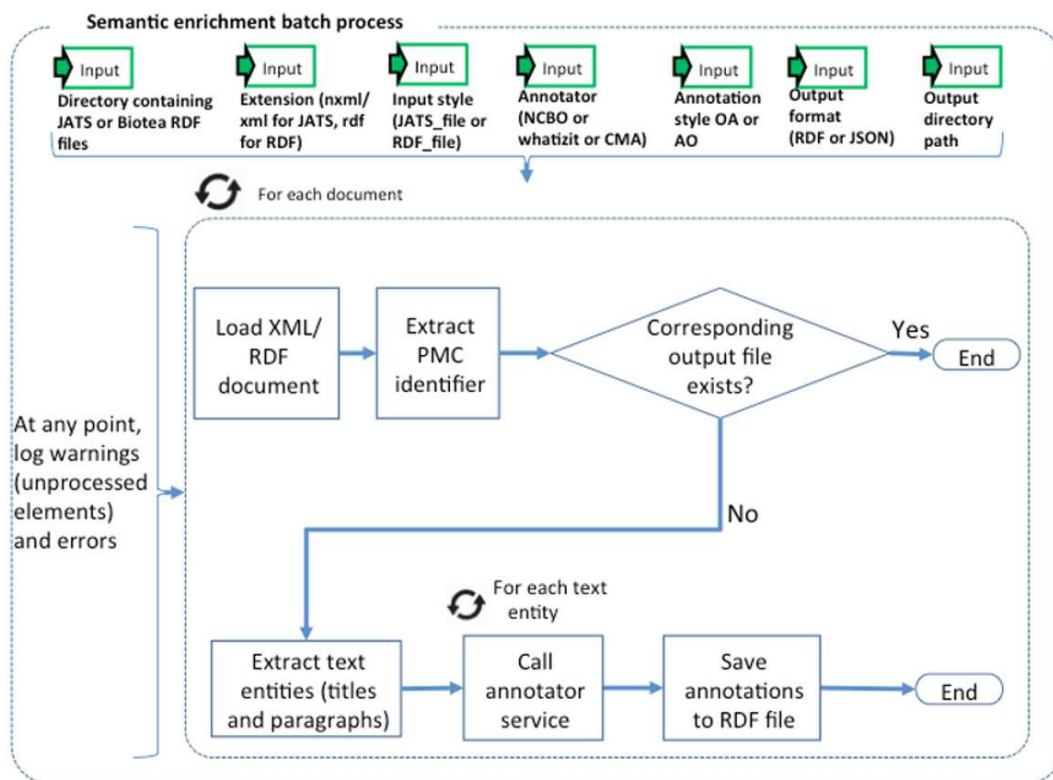 Semantic enrichment batch process
Input
Directory containing
JATS or Biotea RDF
files
Input
Extension (nxml/
xml for JATS, rdf
for RDF)
Input
Input style
(JATS_file or
RDF_file)
Input
Annotator
(NCBO or
whatizit or CMA)
Input
Annotation
style OA or
AO
Input
Output
format
(RDF or JSON)
Input
Output
directory
path
For each document
Load XML/
RDF
document
Extract
PMC
identifier
Corresponding
output file
exists?
Yes
End
At any point,
log warnings
(unprocessed
elements)
and errors
No
For each text
entity
Extract text
entities (titles
and paragraphs)
Call
annotator
service
Save
annotations
to RDF file
End